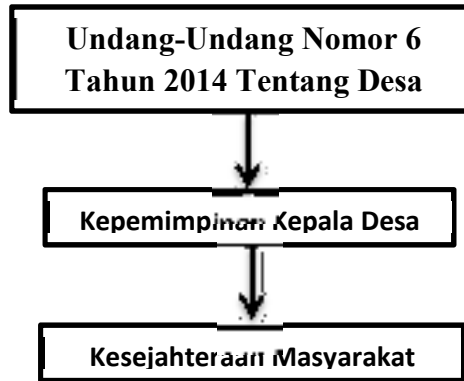 Undang-Undang Nomor 6
Tahun 2014 Tentang Desa
Kepemimpinan Kepala Desa
Kesejahteraan Masyarakat